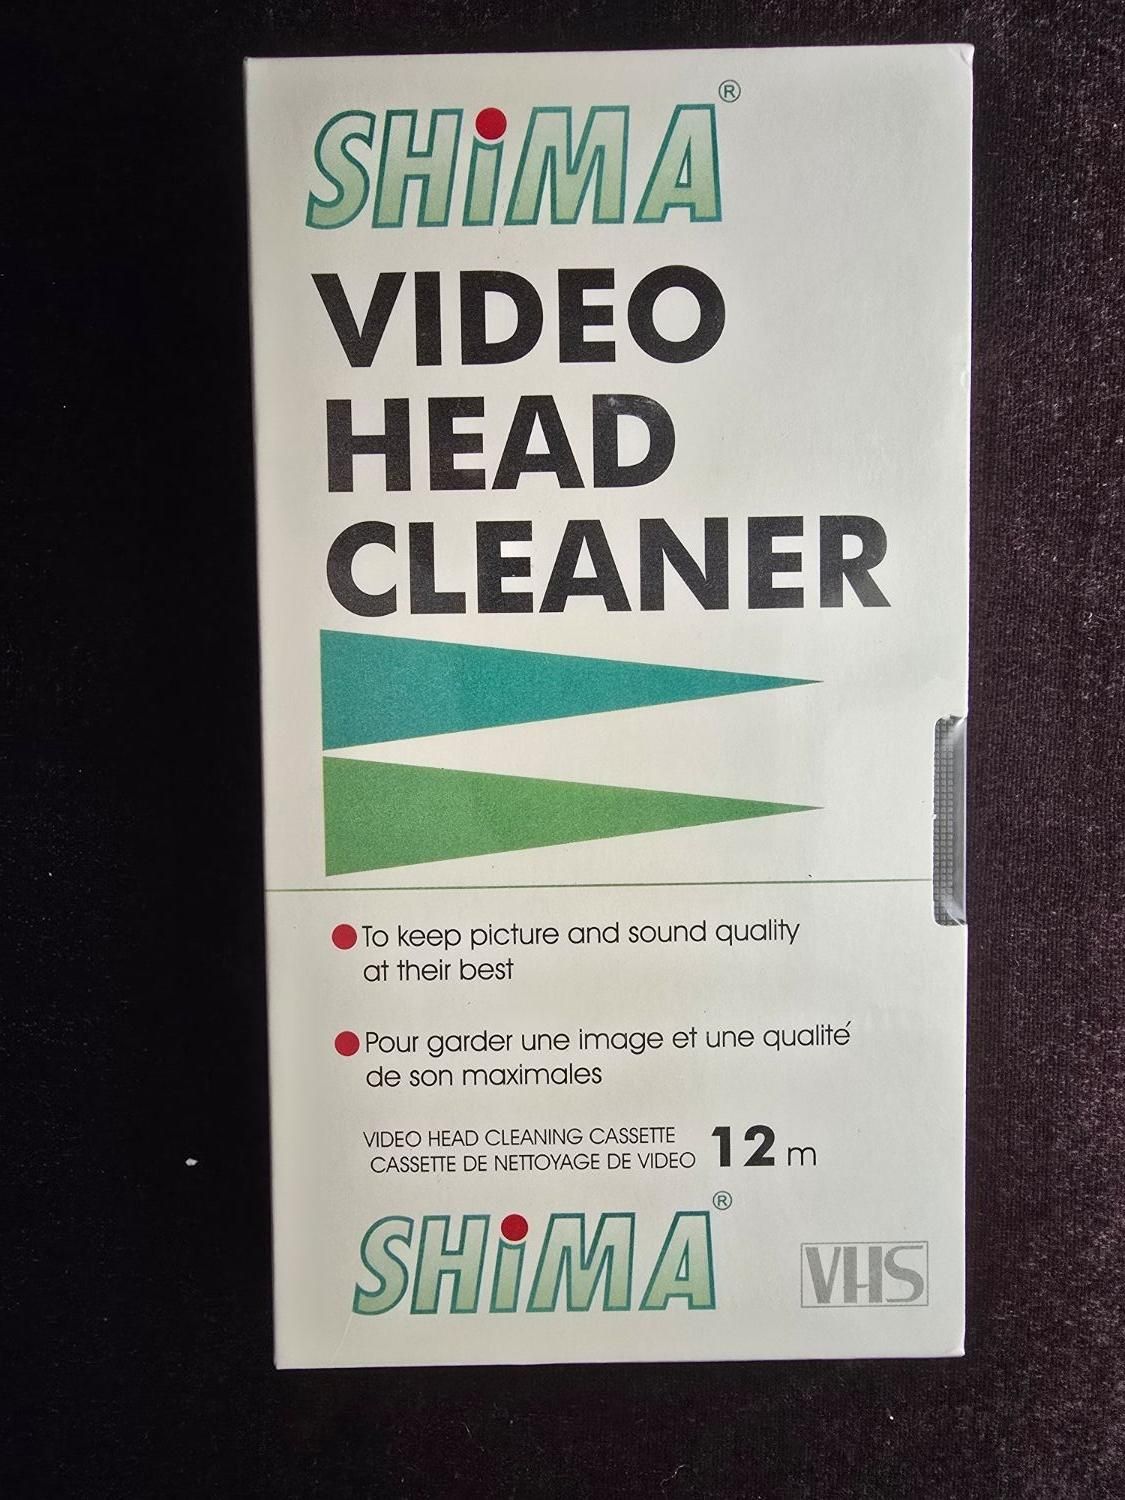 SHiMA®
VIDEO
HEAD
CLEANER
To keep picture and sound quality
at their best
Pour garder une image et une qualité
de son maximales
VIDEO HEAD CLEANING CASSETTE
CASSETTE DE NETTOYAGE DE VIDEO 12 m
SHiMA®
VHS